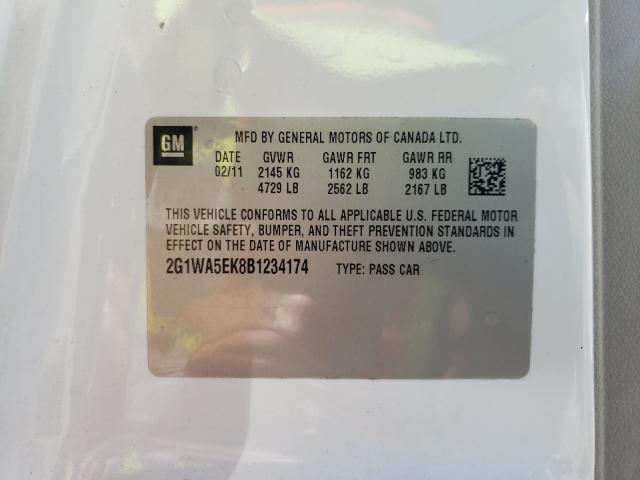 GM
MFD BY GENERAL MOTORS OF CANADA LTD.
DATE GVWR GAWR FRT GAWR RR
02/11 2145 KG 1162 KG 983 KG
4729 LB 2562 LB 2167 LB
THIS VEHICLE CONFORMS TO ALL APPLICABLE U.S. FEDERAL MOTOR
VEHICLE SAFETY, BUMPER, AND THEFT PREVENTION STANDARDS IN
EFFECT ON THE DATE OF MANUFACTURE SHOWN ABOVE.
2G1WA5EK8B1234174 TYPE: PASS CAR